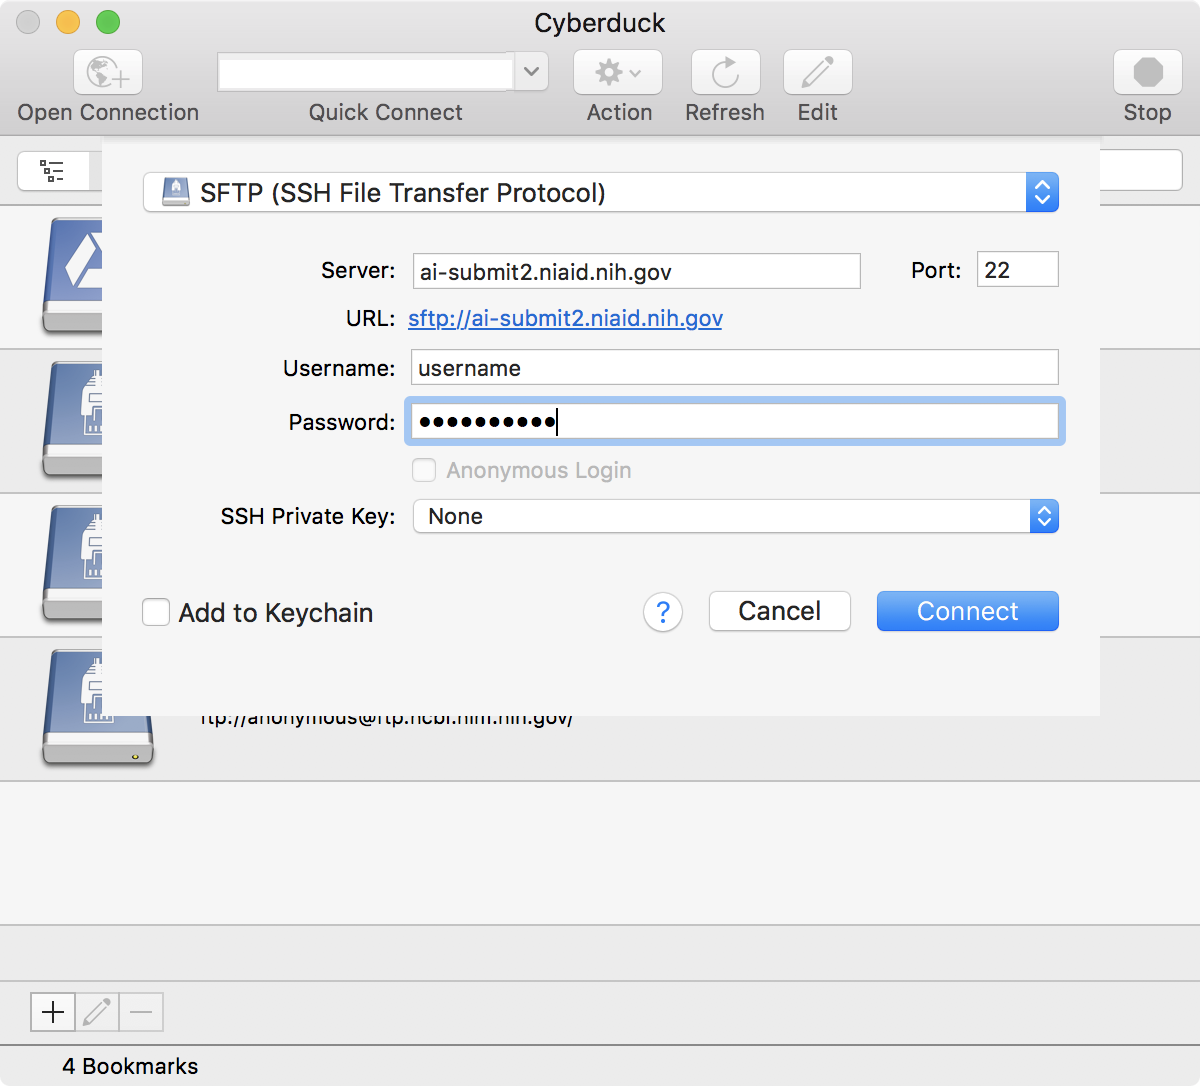 Cyberduck
Open Connection
Quick Connect
Action
Refresh
Edit
Stop
SFTP (SSH File Transfer Protocol)
Server: ai-submit2.niaid.nih.gov Port: 22
URL: sftp://ai-submit2.niaid.nih.gov
Username: username
Password: ••••••••••
Anonymous Login
SSH Private Key: None
Add to Keychain ? Cancel Connect
ftp://anonymous@ftp.ncbi.nlm.nih.gov/
4 Bookmarks